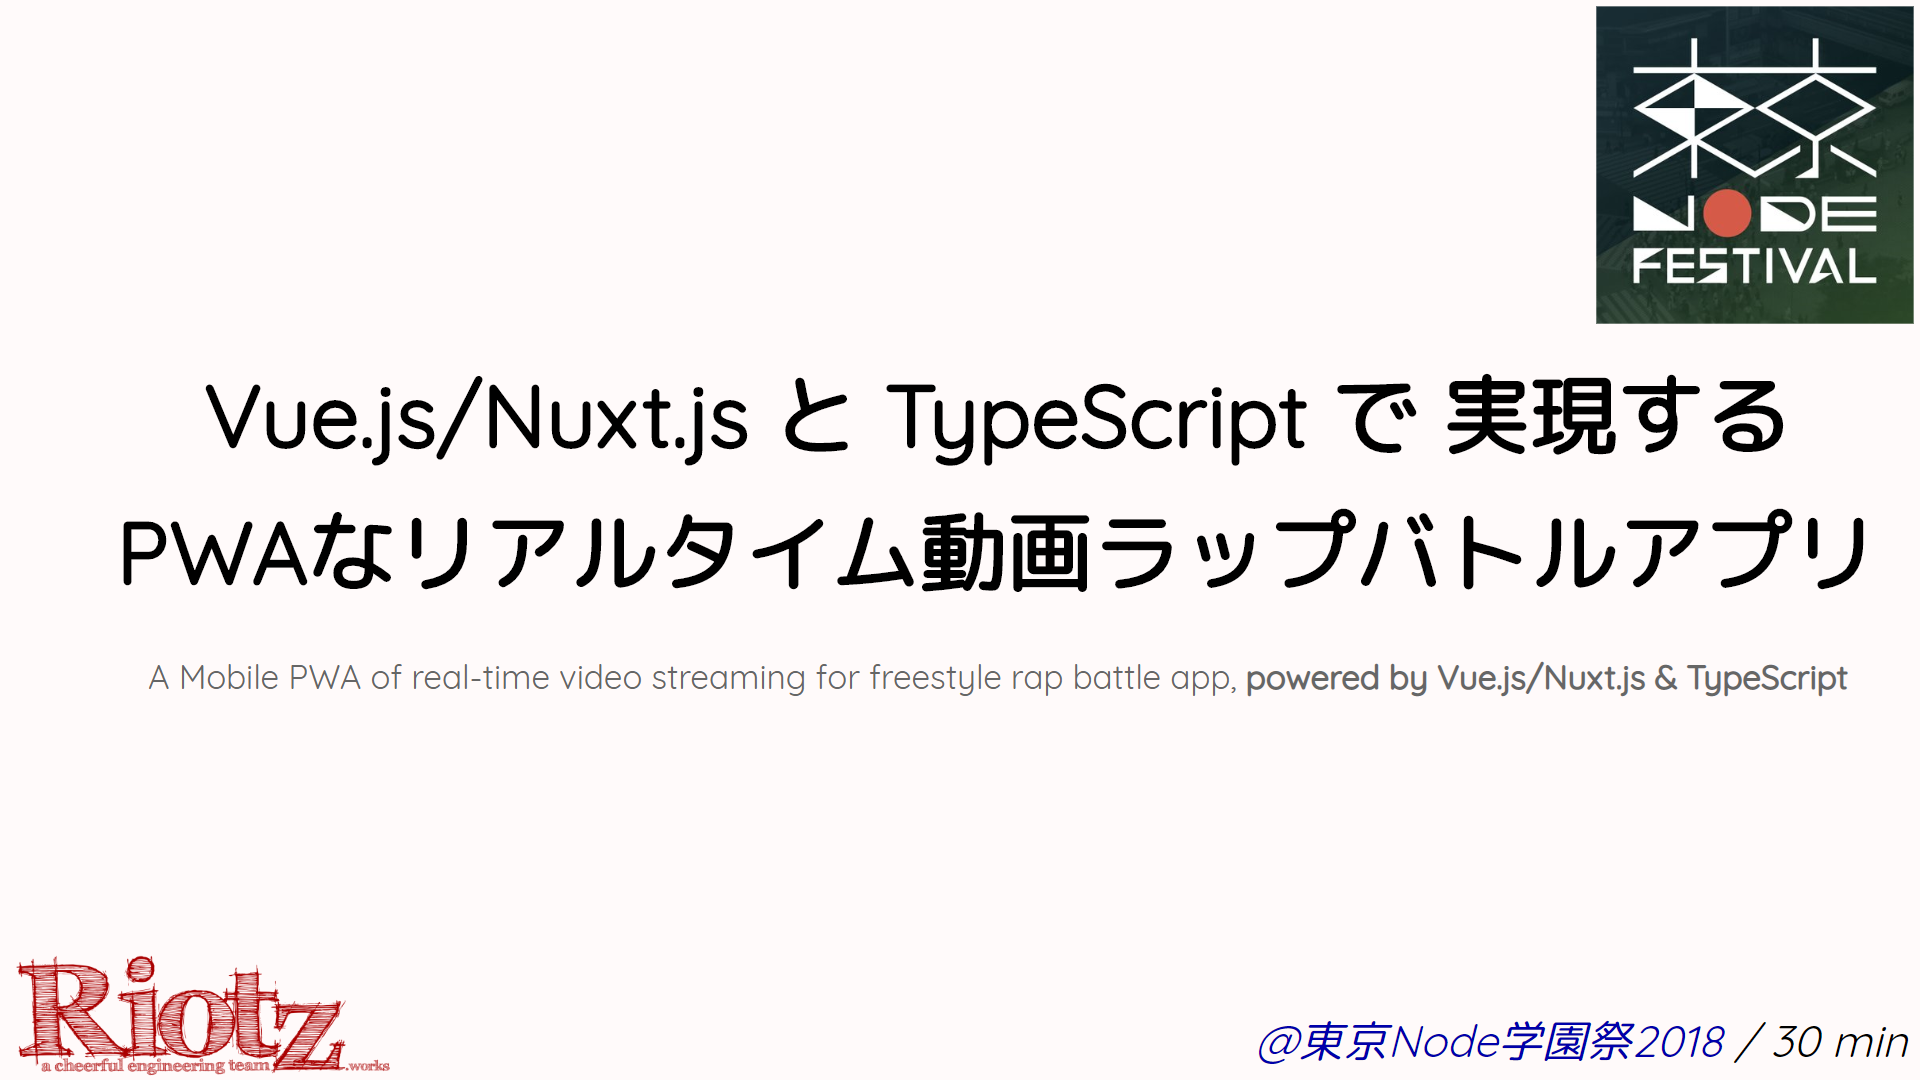 東京
NODE
FESTIVAL
Vue.js/Nuxt.js と TypeScript で 実現する
PWAなリアルタイム動画ラップバトルアプリ
A Mobile PWA of real-time video streaming for freestyle rap battle app, powered by Vue.js/Nuxt.js & TypeScript
Riotz
a cheerful engineering team .works
@東京Node学園祭2018 / 30 min